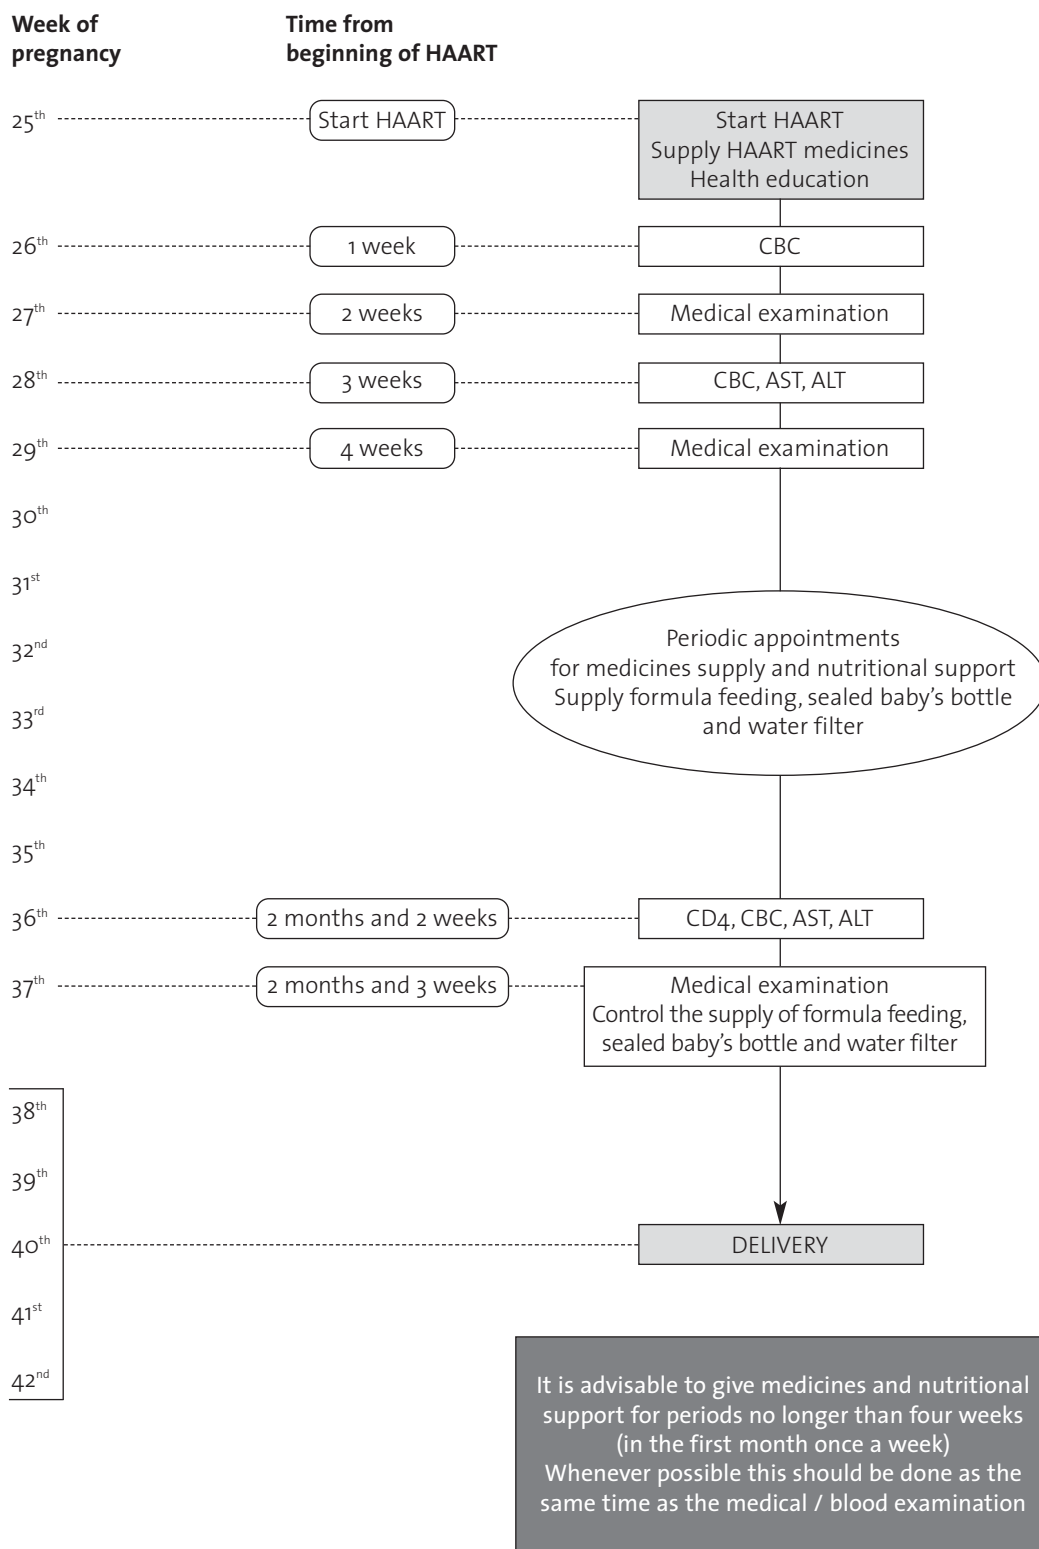 Week of
pregnancy
Time from
beginning of HAART
25th
Start HAART
Start HAART
Supply HAART medicines
Health education
26th
1 week
CBC
27th
2 weeks
Medical examination
28th
3 weeks
CBC, AST, ALT
29th
4 weeks
Medical examination
30th
31st
32nd
33rd
34th
35th
Periodic appointments
for medicines supply and nutritional support
Supply formula feeding, sealed baby's bottle
and water filter
36th
2 months and 2 weeks
CD4, CBC, AST, ALT
37th
2 months and 3 weeks
Medical examination
Control the supply of formula feeding,
sealed baby's bottle and water filter
38th
39th
40th
DELIVERY
41st
42nd
It is advisable to give medicines and nutritional
support for periods no longer than four weeks
(in the first month once a week)
Whenever possible this should be done as the
same time as the medical / blood examination